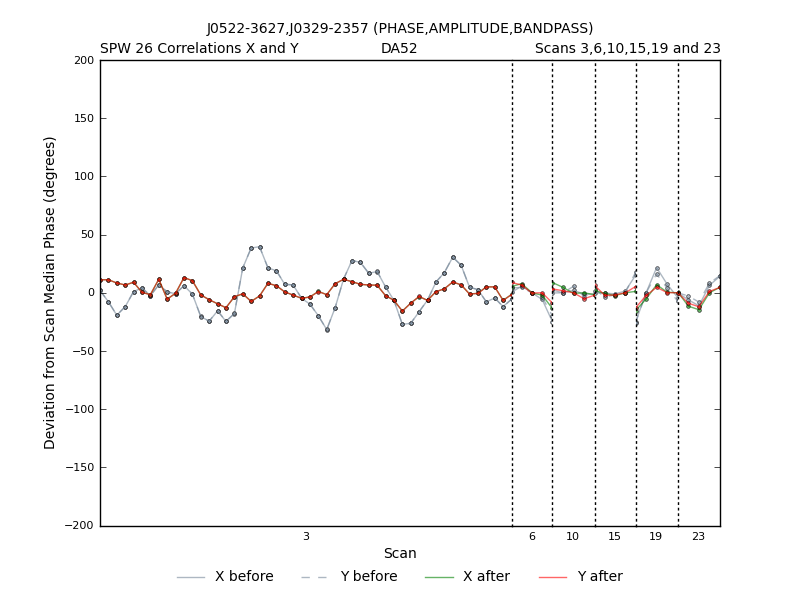 J0522-3627,J0329-2357 (PHASE,AMPLITUDE,BANDPASS)
SPW 26 Correlations X and Y DA52 Scans 3,6,10,15,19 and 23
200
150
100
50
0
−50
−100
−150
−200
Deviation from Scan Median Phase (degrees)
3 6 10 15 19 23
Scan
X before Y before X after Y after